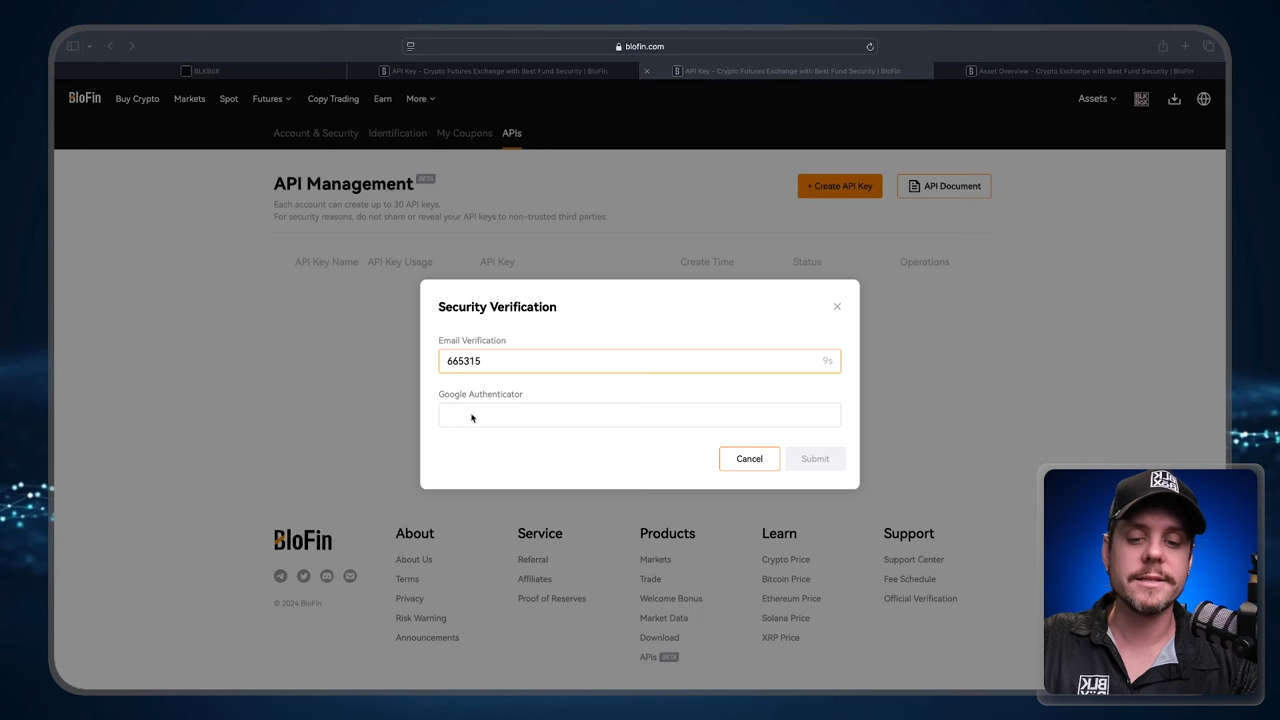 blofin.com
BLKBOX
API Key - Crypto Futures Exchange with Best Fund Security | BloFin
API Key - Crypto Futures Exchange with Best Fund Security | BloFin
Asset Overview - Crypto Exchange with Best Fund Security | BloFin
BloFin
Buy Crypto
Markets
Spot
Futures
Copy Trading
Earn
More
Assets
BLK BOX
Account & Security
Identification
My Coupons
APIs
API Management BETA
+ Create API Key
API Document
Each account can create up to 30 API keys.
For security reasons, do not share or reveal your API keys to non-trusted third parties.
API Key Name
API Key Usage
API Key
Create Time
Status
Operations
Security Verification
Email Verification
665315
9s
Google Authenticator
Cancel
Submit
BloFin
© 2024 BloFin
About
About Us
Terms
Privacy
Risk Warning
Announcements
Service
Referral
Affiliates
Proof of Reserves
Products
Markets
Trade
Welcome Bonus
Market Data
Download
APIs BETA
Learn
Crypto Price
Bitcoin Price
Ethereum Price
Solana Price
XRP Price
Support
Support Center
Fee Schedule
Official Verification
BLK
BOX
BLK